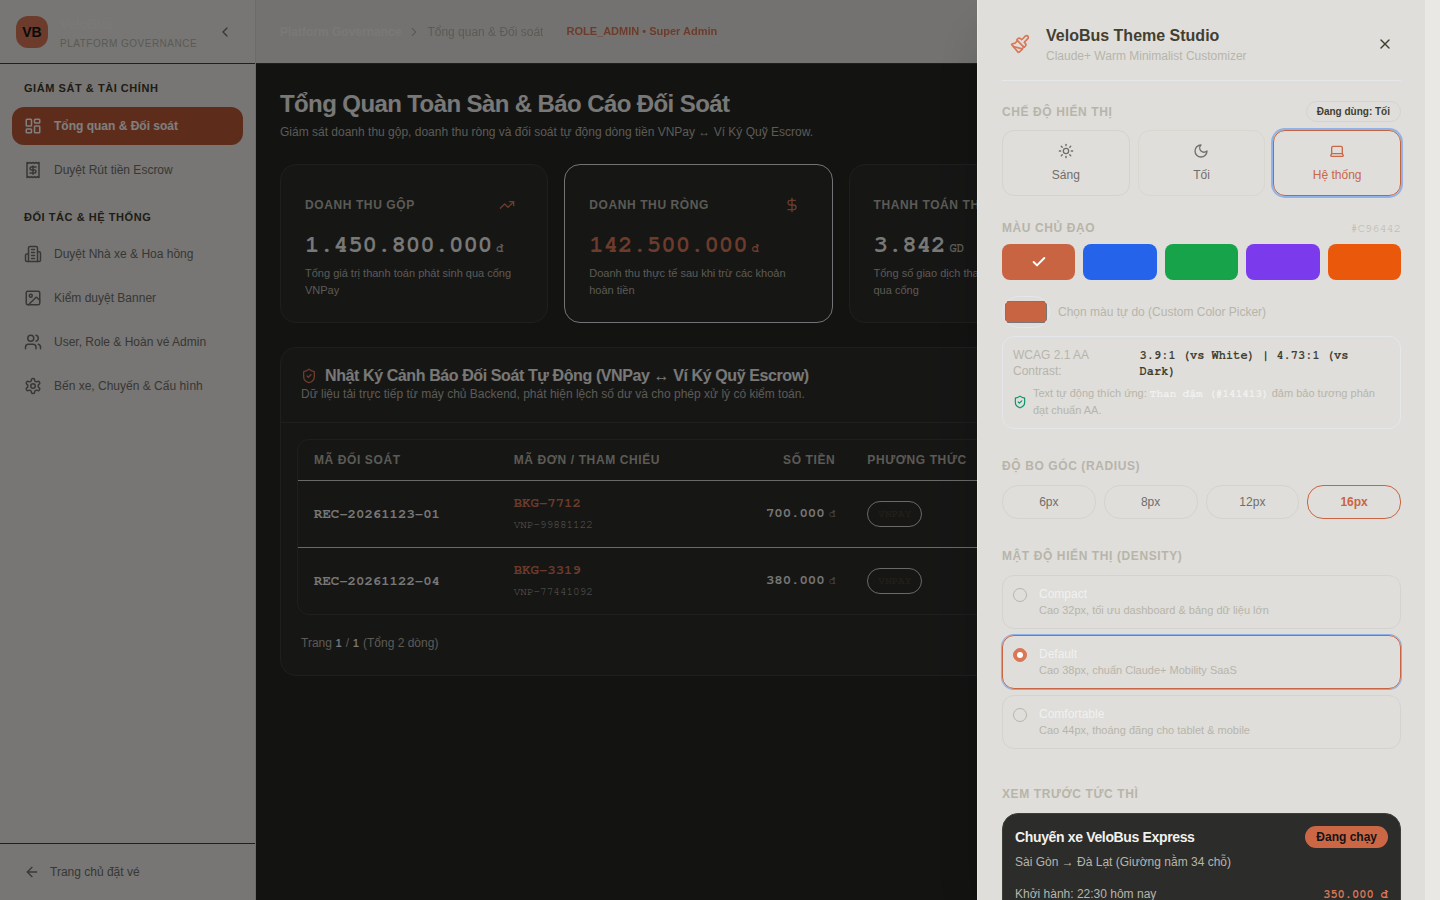 VB
PLATFORM GOVERNANCE
GIÁM SÁT & TÀI CHÍNH
Tổng quan & Đối soát
Duyệt Rút tiền Escrow
ĐỐI TÁC & HỆ THỐNG
Duyệt Nhà xe & Hoa hồng
Kiểm duyệt Banner
User, Role & Hoàn vé Admin
Bến xe, Chuyến & Cấu hình
Trang chủ đặt vé
Platform Governance
Tổng quan & Đối soát
ROLE_ADMIN • Super Admin
Tổng Quan Toàn Sàn & Báo Cáo Đối Soát
Giám sát doanh thu gộp, doanh thu ròng và đối soát tự động dòng tiền VNPay ↔ Ví Ký Quỹ Escrow.
DOANH THU GỘP
1.450.800.000 đ
Tổng giá trị thanh toán phát sinh qua cổng
VNPay
DOANH THU RÒNG
142.500.000 đ
Doanh thu thực tế sau khi trừ các khoản
hoàn tiền
THANH TOÁN TH
3.842 GD
Tổng số giao dịch tha
qua cổng
Nhật Ký Cảnh Báo Đối Soát Tự Động (VNPay ↔ Ví Ký Quỹ Escrow)
Dữ liệu tải trực tiếp từ máy chủ Backend, phát hiện lệch số dư và cho phép xử lý có kiểm toán.
MÃ ĐỐI SOÁT
MÃ ĐƠN / THAM CHIẾU
SỐ TIỀN
PHƯƠNG THỨC
REC-20261123-01
BKG-7712
VNP-99881122
700.000 đ
VNPAY
REC-20261122-04
BKG-3319
VNP-77441092
380.000 đ
VNPAY
Trang 1 / 1 (Tổng 2 dòng)
VeloBus Theme Studio
Claude+ Warm Minimalist Customizer
CHẾ ĐỘ HIỂN THỊ
Đang dùng: Tối
Sáng
Tối
Hệ thống
MÀU CHỦ ĐẠO
#C96442
Chọn màu tự do (Custom Color Picker)
WCAG 2.1 AA
Contrast:
3.9:1 (vs White) | 4.73:1 (vs
Dark)
Text tự động thích ứng: Than đậm (#141413) đảm bảo tương phản
đạt chuẩn AA.
ĐỘ BO GÓC (RADIUS)
6px
8px
12px
16px
MẬT ĐỘ HIỂN THỊ (DENSITY)
Compact
Cao 32px, tối ưu dashboard & bảng dữ liệu lớn
Default
Cao 38px, chuẩn Claude+ Mobility SaaS
Comfortable
Cao 44px, thoáng đãng cho tablet & mobile
XEM TRƯỚC TỨC THÌ
Chuyến xe VeloBus Express
Đang chạy
Sài Gòn → Đà Lạt (Giường nằm 34 chỗ)
Khởi hành: 22:30 hôm nay
350.000 đ